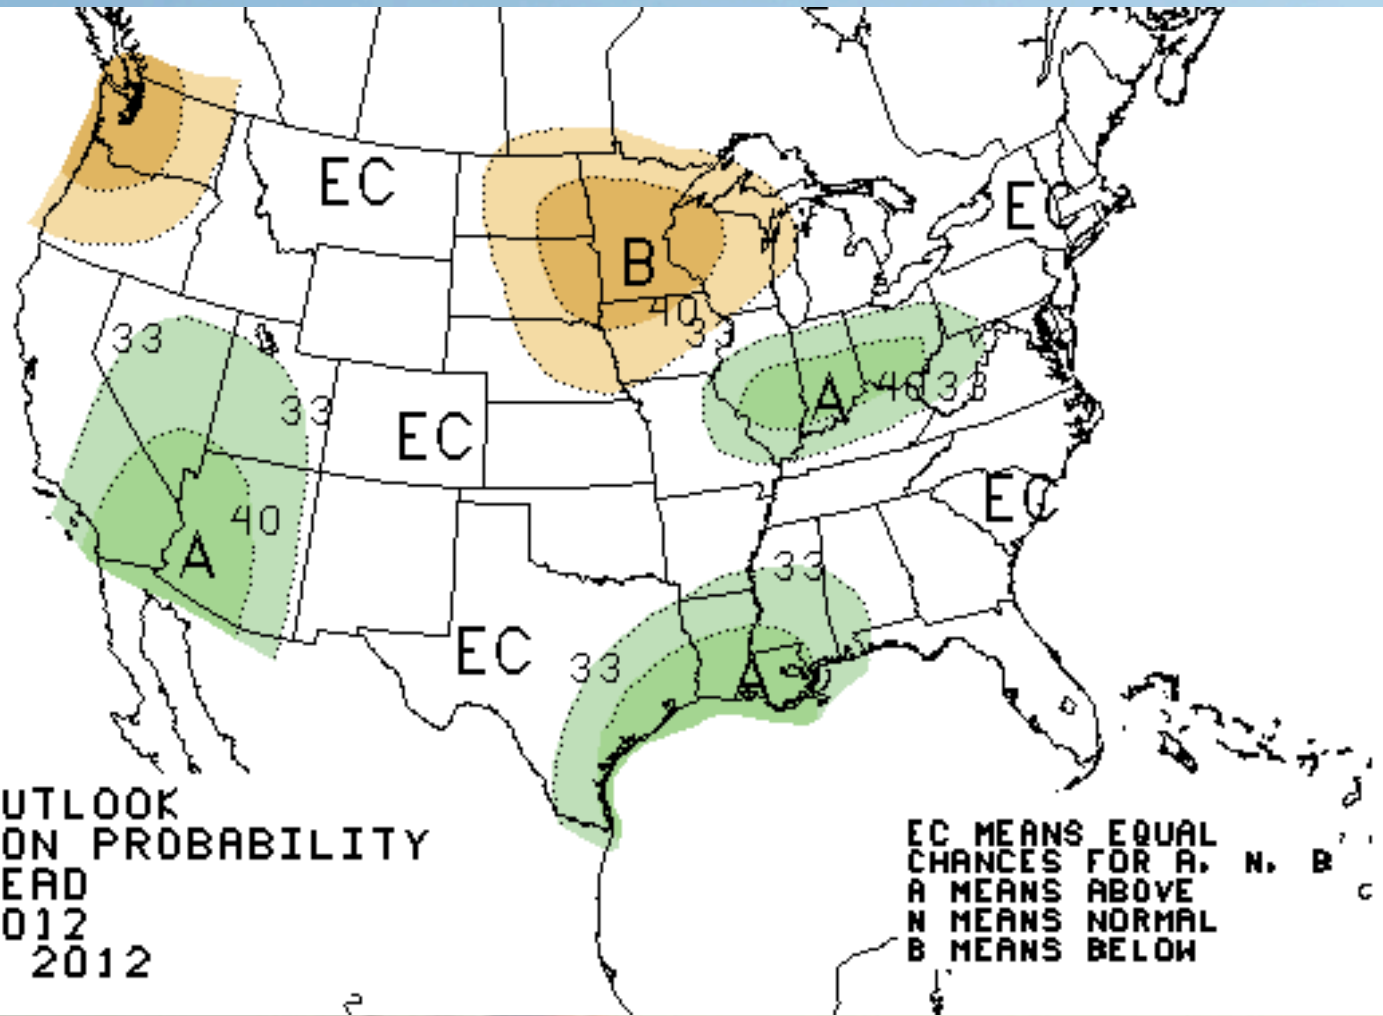 EC
EC
B
40
33
33
A
40 33
33
EC
EC
40
A
33
EC
33
A
UTLOOK
ON PROBABILITY
EAD
012
2012
EC MEANS EQUAL
CHANCES FOR A, N, B
A MEANS ABOVE
N MEANS NORMAL
B MEANS BELOW